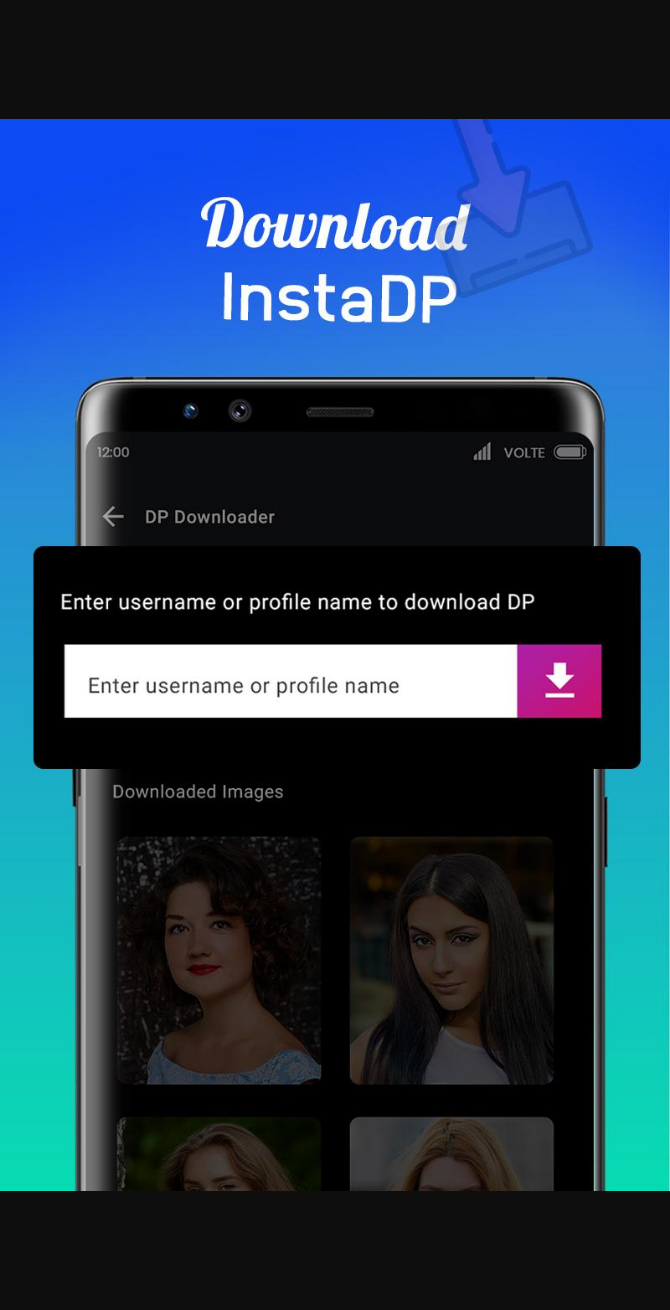 Download
InstaDP
12:00
VOLTE
DP Downloader
Enter username or profile name to download DP
Enter username or profile name
Downloaded Images